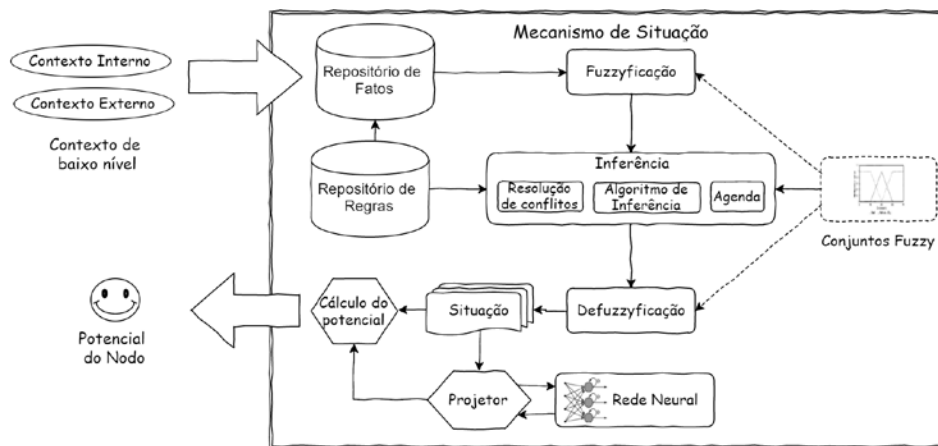 Mecanismo de Situação
Contexto Interno
Contexto Externo
Contexto de
baixo nível
Repositório de
Fatos
Fuzzyficação
Repositório de
Regras
Inferência
Resolução
de conflitos
Algoritmo de
Inferência
Agenda
Conjuntos Fuzzy
Potencial
do Nodo
Cálculo do
potencial
Situação
Defuzzyficação
Projetor
Rede Neural